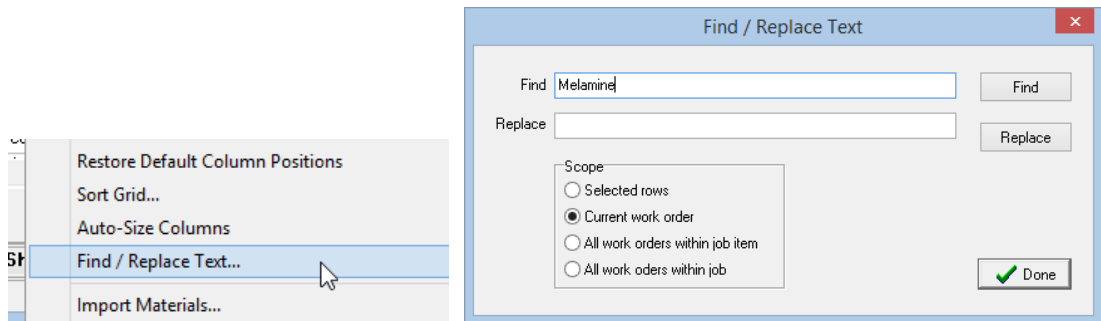 Restore Default Column Positions
Sort Grid...
Auto-Size Columns
Find / Replace Text...
Import Materials...
Find / Replace Text
Find Melamine Find
Replace Replace
Scope
Selected rows
Current work order
All work orders within job item
All work oders within job
Done